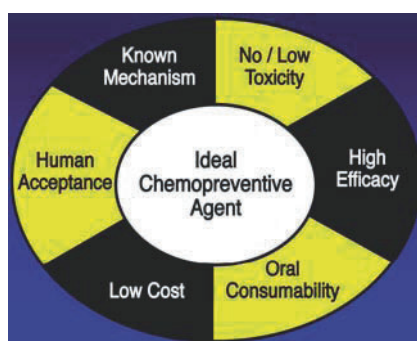 Known
Mechanism
No / Low
Toxicity
High
Efficacy
Oral
Consumability
Low Cost
Human
Acceptance
Ideal
Chemopreventive
Agent